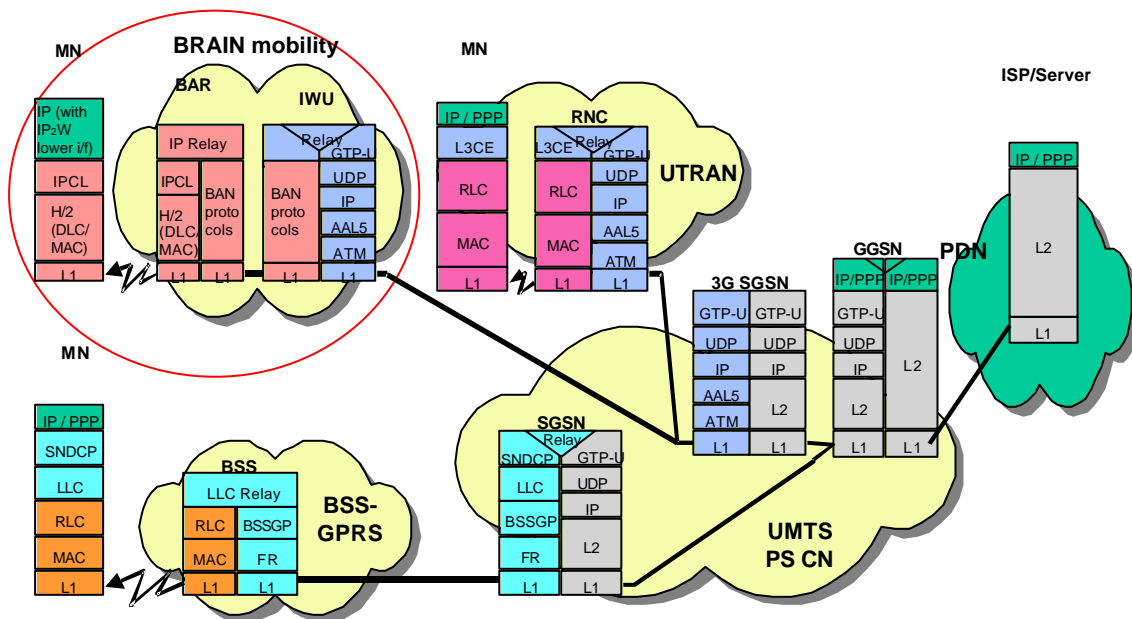 MN
BRAIN mobility
BAR
IWU
IP (with
IP2W
lower i/f)
IPCL
H/2
(DLC/
MAC)
L1
IP Relay
IPCL
H/2
(DLC/
MAC)
L1
BAN
proto
cols
L1
Relay
BAN
proto
cols
L1
GTP-U
UDP
IP
AAL5
ATM
L1
MN
IP / PPP
L3CE
RLC
MAC
L1
RNC
Relay
L3CE
RLC
MAC
L1
GTP-U
UDP
IP
AAL5
ATM
L1
UTRAN
ISP/Server
IP / PPP
L2
L1
PDN
3G SGSN
GTP-U
UDP
IP
AAL5
ATM
L1
GTP-U
UDP
IP
L2
L1
GGSN
IP/PPP
GTP-U
UDP
IP
L2
L1
IP/PPP
L2
L1
MN
IP / PPP
SNDCP
LLC
RLC
MAC
L1
BSS
LLC Relay
RLC
MAC
L1
BSSGP
FR
L1
BSS-
GPRS
SGSN
Relay
SNDCP
LLC
BSSGP
FR
L1
GTP-U
UDP
IP
L2
L1
UMTS
PS CN